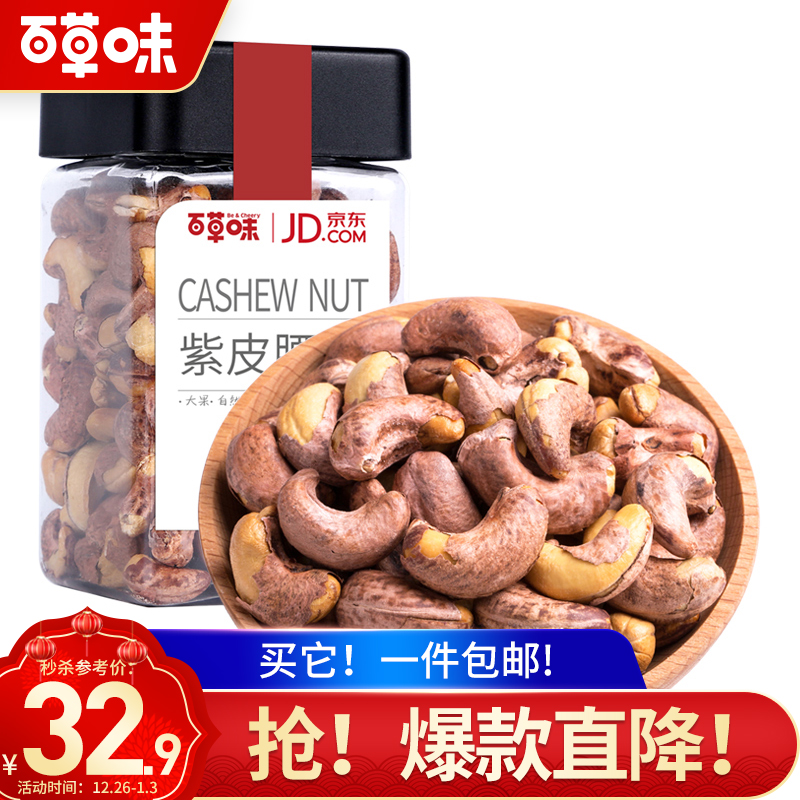 百草味
Be & Cheery
百草味 JD.京东
.COM
CASHEW NUT
紫皮腰
·大果·自然
买它！一件包邮！
秒杀参考价:
¥32.9
活动时间：12.26-1.3
抢！爆款直降！